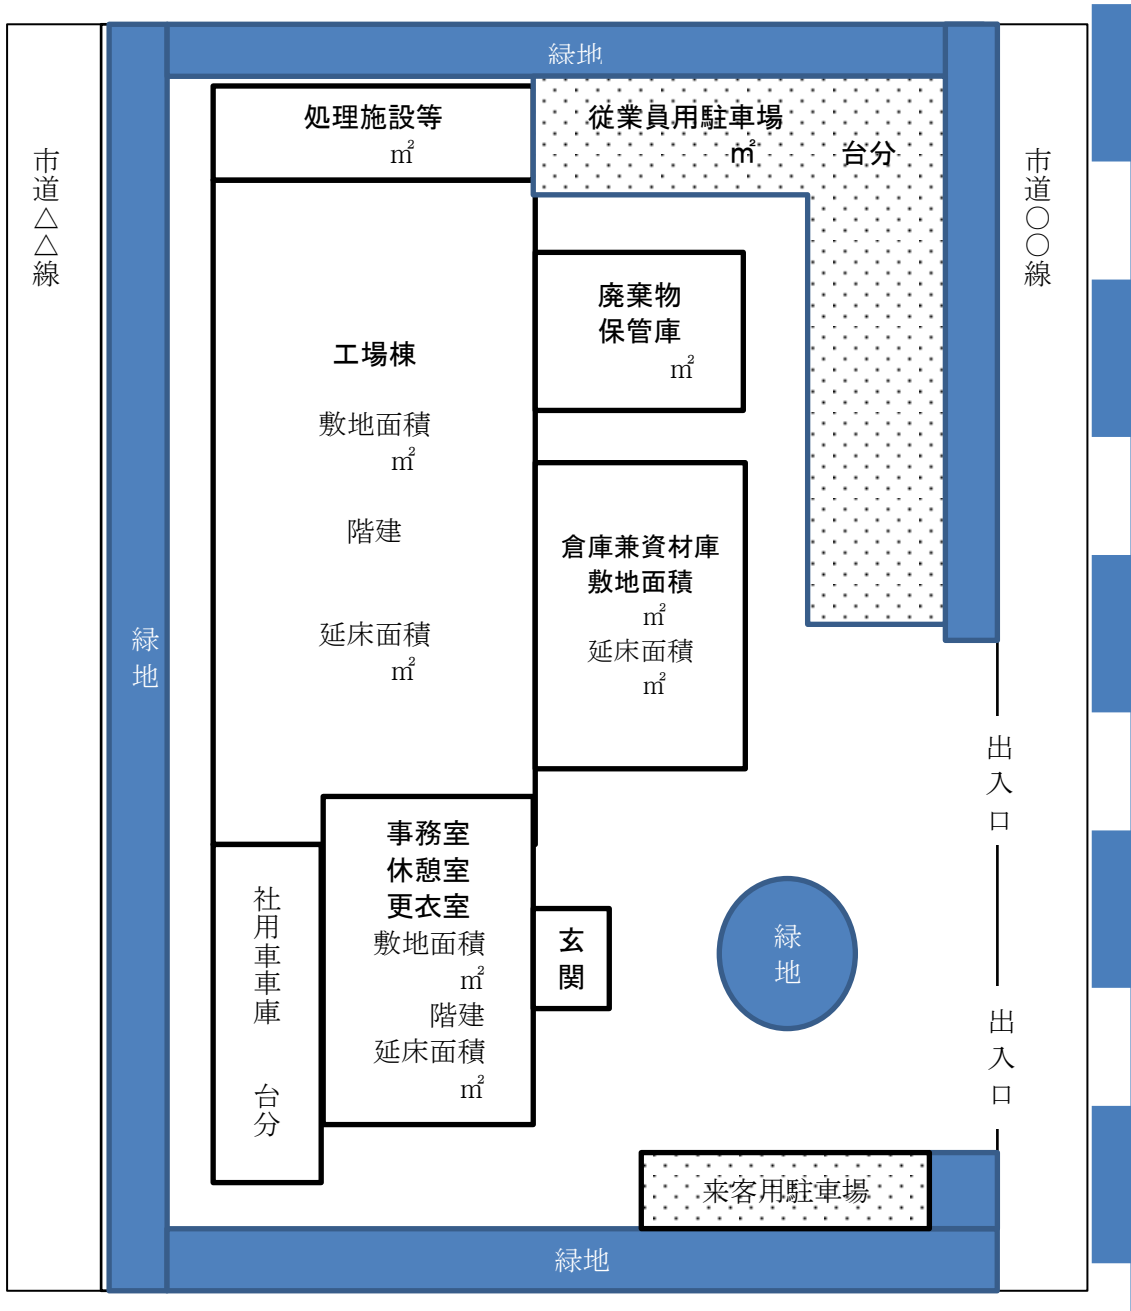 緑地
処理施設等
㎡
従業員用駐車場
㎡
台分
市道△△線
市道○○線
廃棄物
保管庫
㎡
工場棟
敷地面積
㎡
階建
延床面積
㎡
倉庫兼資材庫
敷地面積
㎡
延床面積
㎡
緑地
出入口
事務室
休憩室
更衣室
敷地面積
㎡
階建
延床面積
㎡
社用車車庫
台分
玄関
緑地
出入口
来客用駐車場
緑地